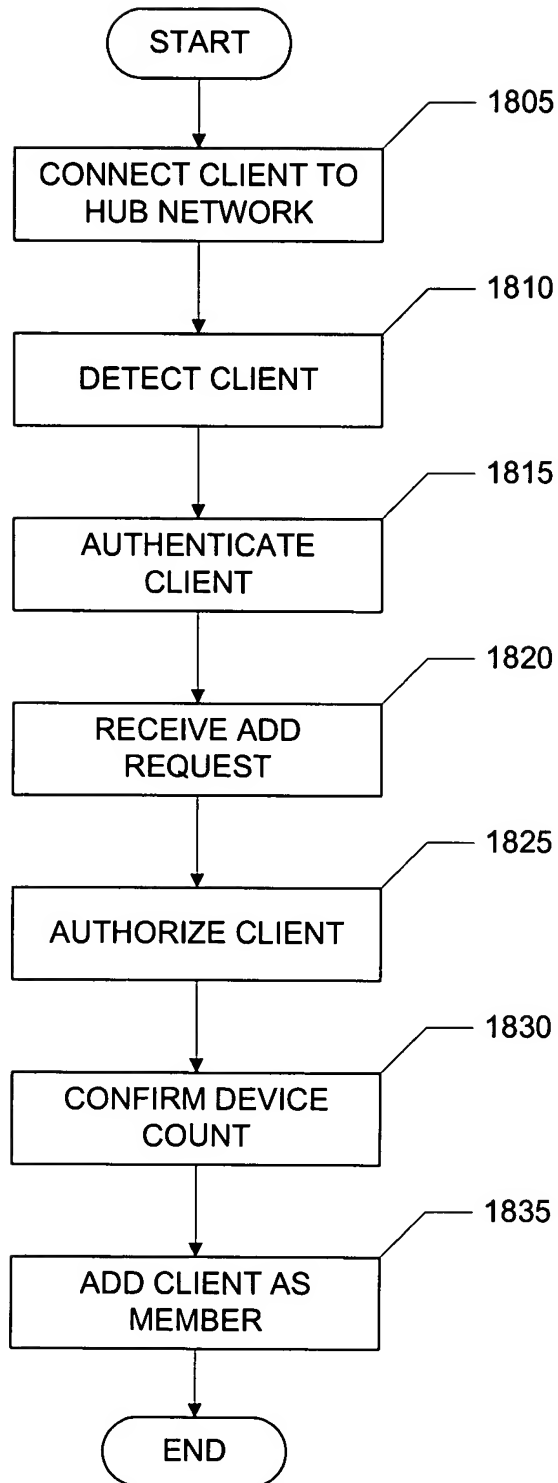 START
1805
CONNECT CLIENT TO
HUB NETWORK
1810
DETECT CLIENT
1815
AUTHENTICATE
CLIENT
1820
RECEIVE ADD
REQUEST
1825
AUTHORIZE CLIENT
1830
CONFIRM DEVICE
COUNT
1835
ADD CLIENT AS
MEMBER
END